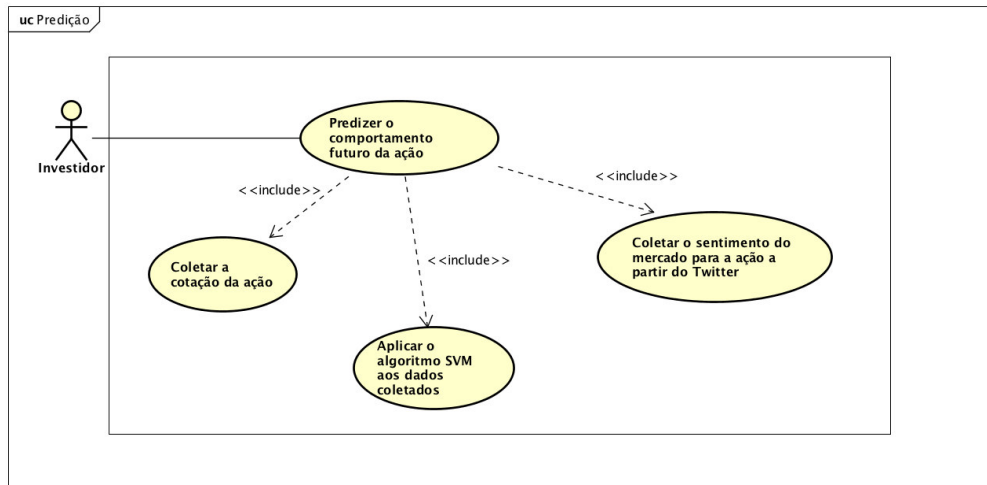 uc Predição
Predizer o
comportamento
futuro da ação
Investidor
<<include>>
<<include>>
Coletar a
cotação da ação
Coletar o sentimento do
mercado para a ação a
partir do Twitter
<<include>>
Aplicar o
algoritmo SVM
aos dados
coletados